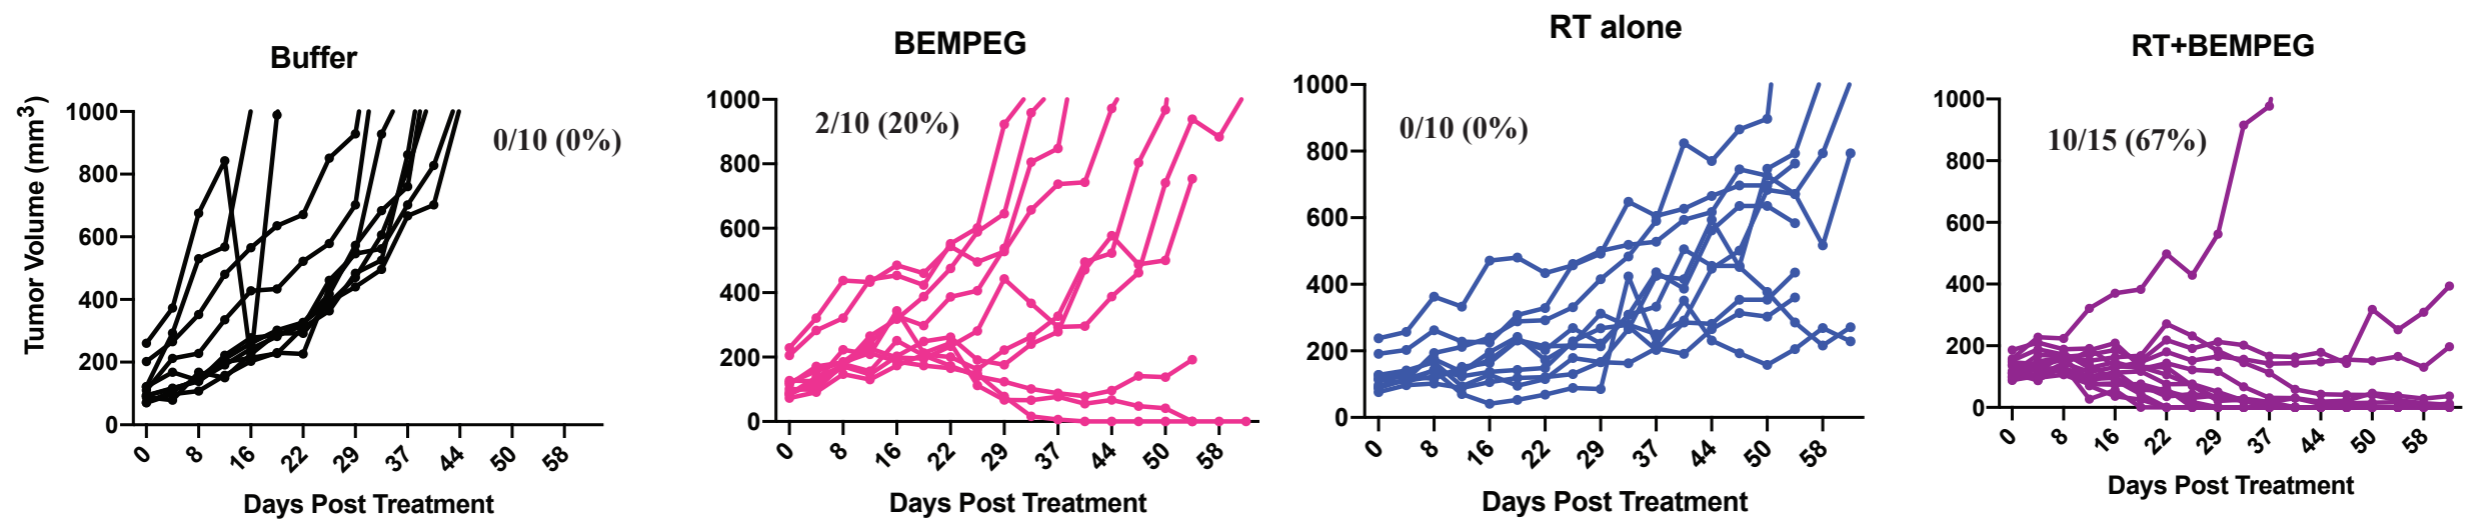 Buffer
Tumor Volume (mm3)
1000
800
600
400
200
0
0/10 (0%)
0 8 16 22 29 37 44 50 58
Days Post Treatment
BEMPEG
1000
800
600
400
200
0
2/10 (20%)
0 8 16 22 29 37 44 50 58
Days Post Treatment
RT alone
1000
800
600
400
200
0
0/10 (0%)
0 8 16 22 29 37 44 50 58
Days Post Treatment
RT+BEMPEG
1000
800
600
400
200
0
10/15 (67%)
0 8 16 22 29 37 44 50 58
Days Post Treatment